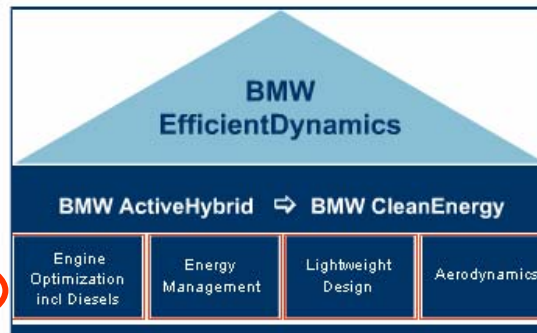 BMW
EfficientDynamics
BMW ActiveHybrid ⇨ BMW CleanEnergy
Engine
Optimization
incl Diesels
Energy
Management
Lightweight
Design
Aerodynamics